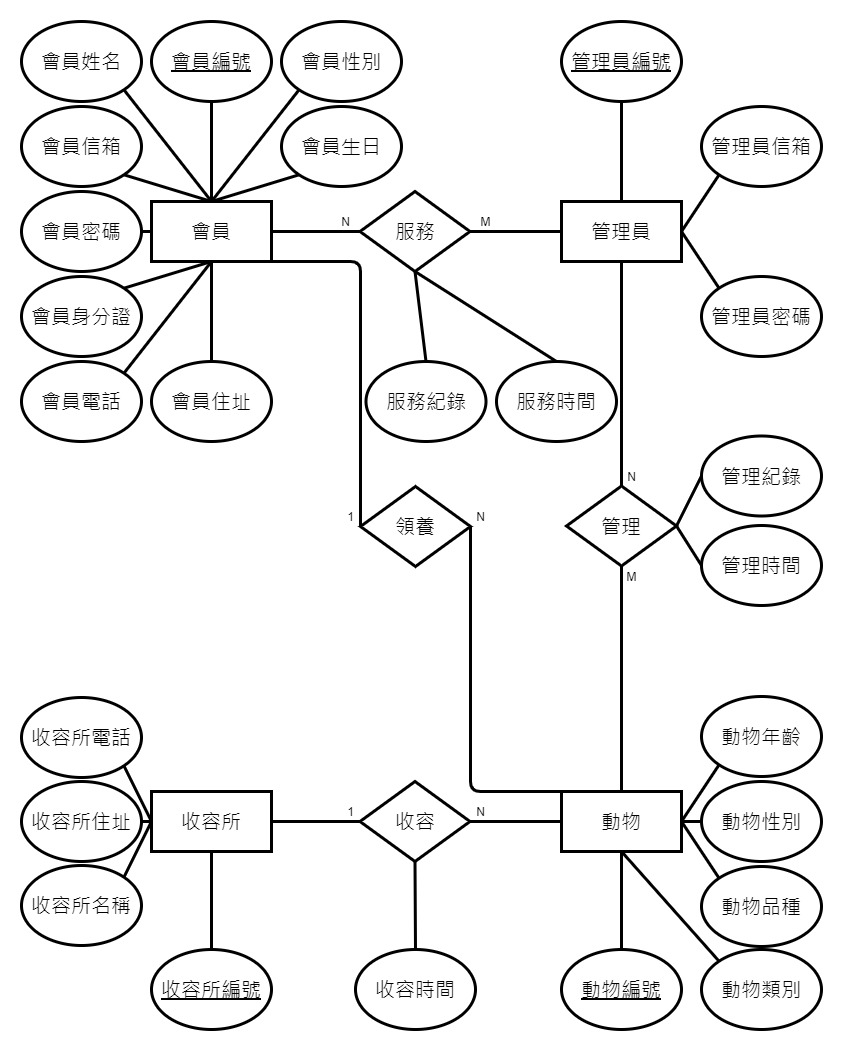 會員姓名
會員編號
會員性別
管理員編號
會員信箱
會員生日
管理員信箱
會員密碼
會員
N
服務
M
管理員
會員身分證
管理員密碼
會員電話
會員住址
服務紀錄
服務時間
管理紀錄
N
1
領養
N
管理
管理時間
M
收容所電話
動物年齡
收容所住址
收容所
1
收容
N
動物
動物性別
收容所名稱
動物品種
收容所編號
收容時間
動物編號
動物類別